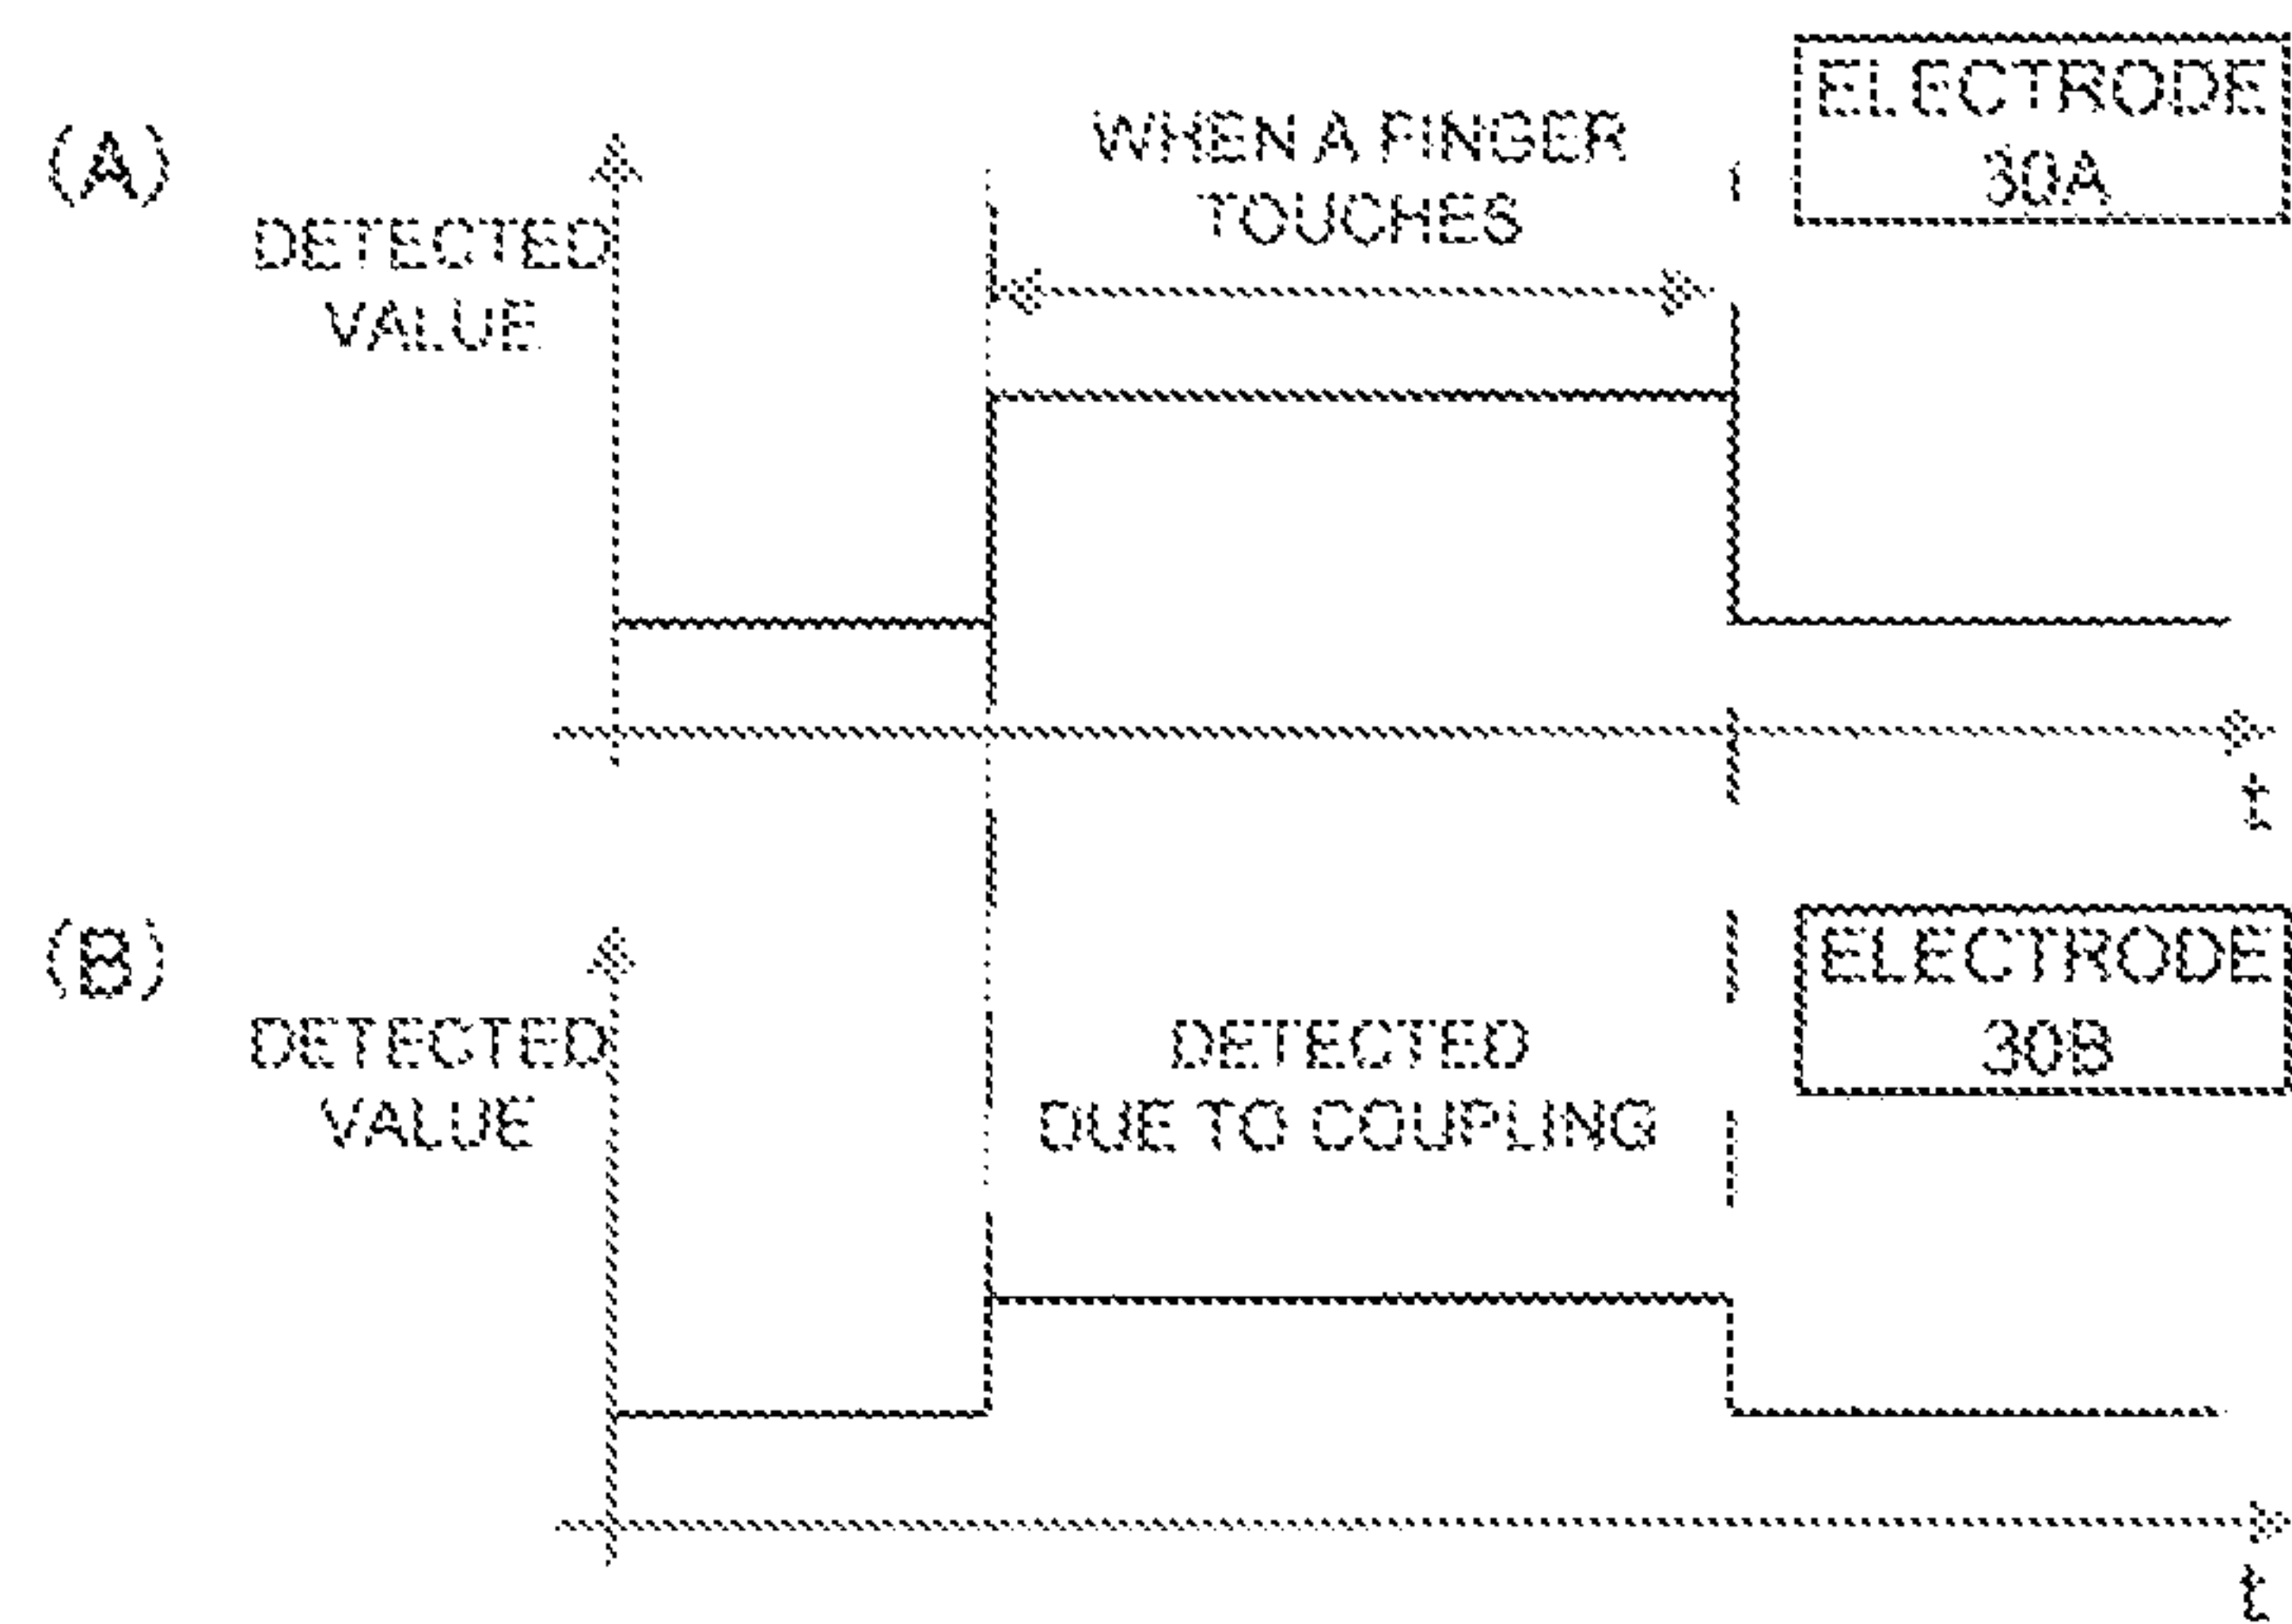 (A)
DETECTED
VALUE
WHEN A FINGER
TOUCHES
ELECTRODE
30A
t
(B)
DETECTED
VALUE
DETECTED
DUE TO COUPLING
ELECTRODE
30B
t